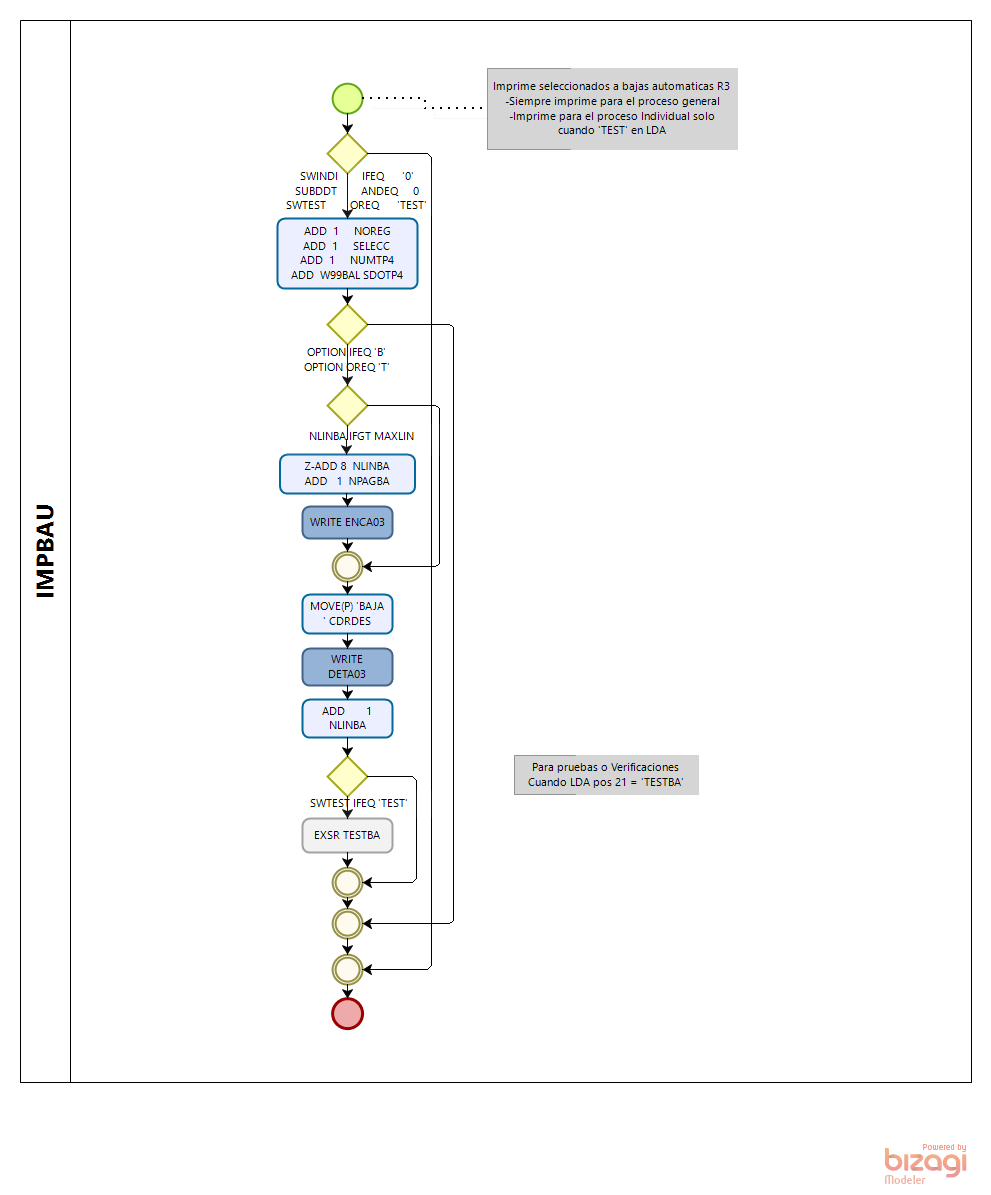 IMPBAU
Imprime seleccionados a bajas automaticas R3
-Siempre imprime para el proceso general
-Imprime para el proceso Individual solo
cuando 'TEST' en LDA
SWINDI IFEQ '0'
SUBDDT ANDEQ 0
SWTEST OREQ 'TEST'
ADD 1 NOREG
ADD 1 SELECC
ADD 1 NUMTP4
ADD W99BAL SDOTP4
OPTION IFEQ 'B'
OPTION OREQ 'T'
NLINBA IFGT MAXLIN
Z-ADD 8 NLINBA
ADD 1 NPAGBA
WRITE ENCA03
MOVE(P) 'BAJA
' CDRDES
WRITE
DETA03
ADD 1
NLINBA
Para pruebas o Verificaciones
Cuando LDA pos 21 = 'TESTBA'
SWTEST IFEQ 'TEST'
EXSR TESTBA
Powered by
bizagi
Modeler